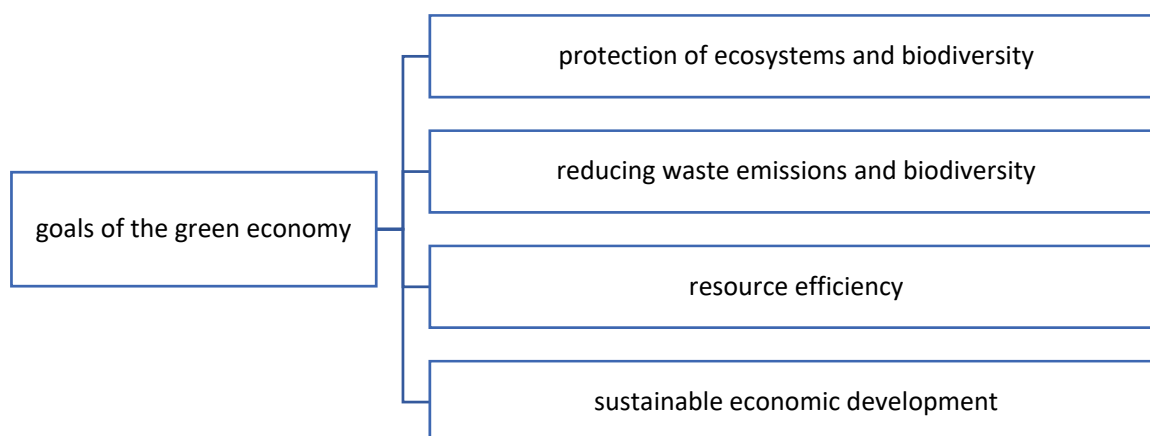 goals of the green economy
protection of ecosystems and biodiversity
reducing waste emissions and biodiversity
resource efficiency
sustainable economic development